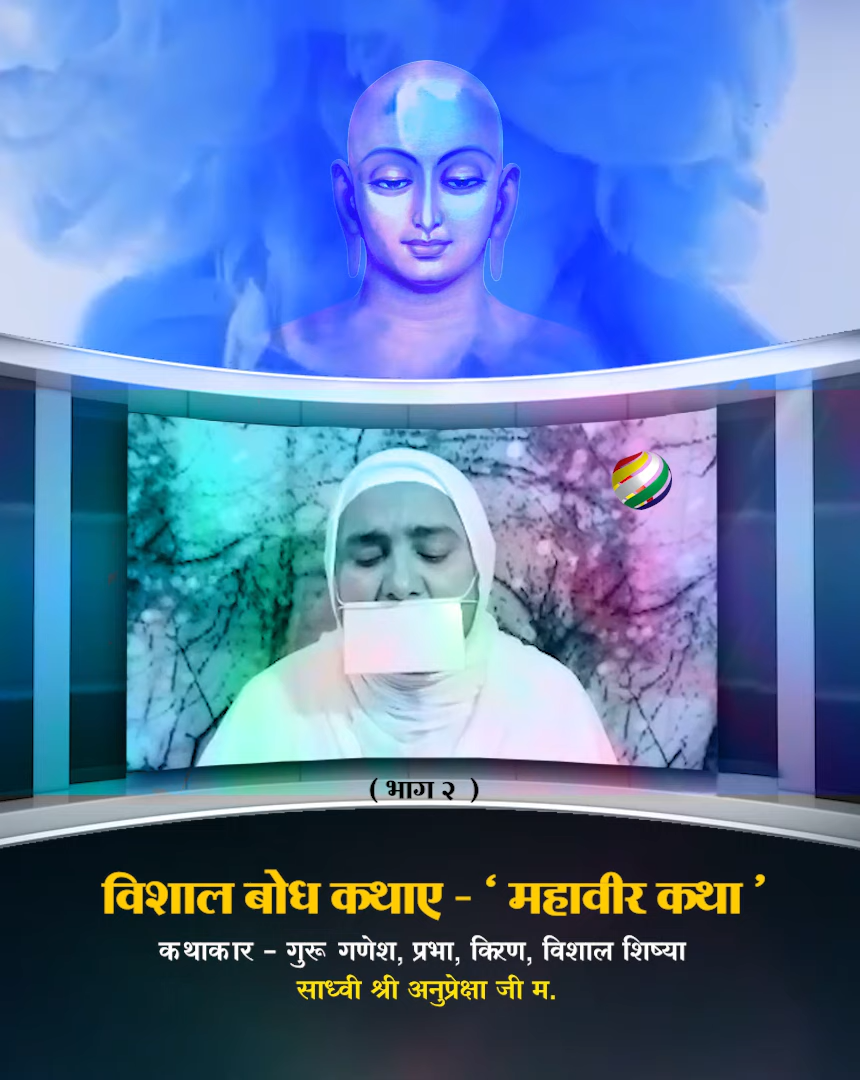 ( भाग २ )
विशाल बोध कथाए - ‘ महावीर कथा ’
कथाकार - गुरू गणेश, प्रभा, किरण, विशाल शिष्या
साध्वी श्री अनुप्रेक्षा जी म.